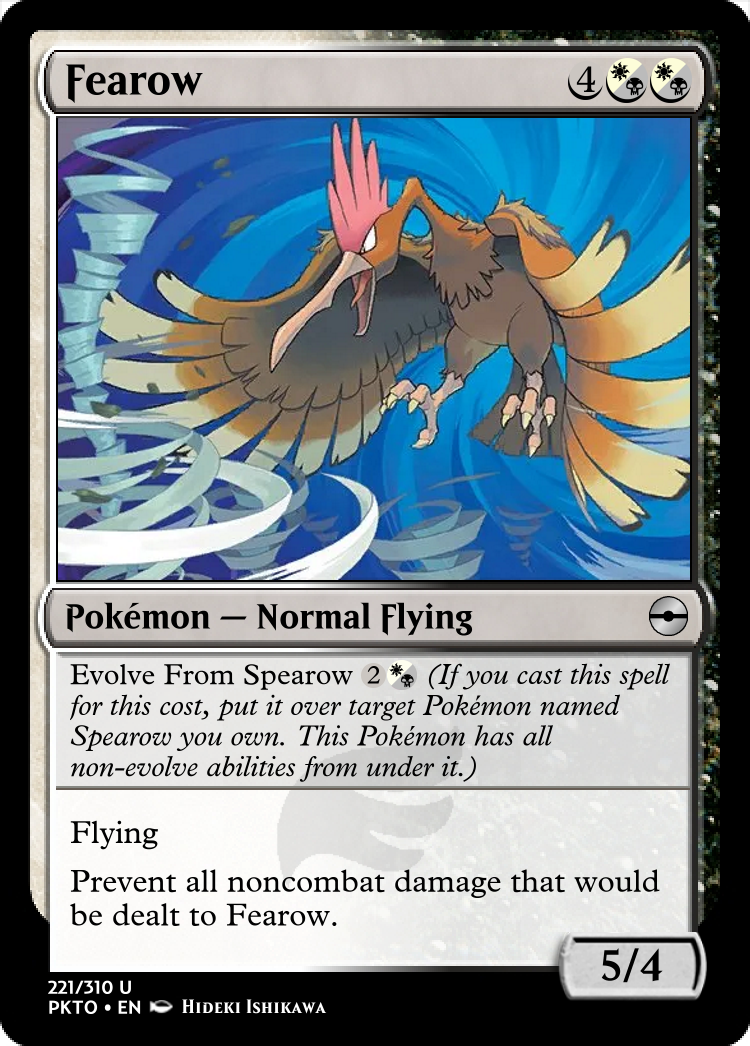 Fearow 4
Pokémon — Normal Flying
Evolve From Spearow 2 (If you cast this spell
for this cost, put it over target Pokémon named
Spearow you own. This Pokémon has all
non-evolve abilities from under it.)
Flying
Prevent all noncombat damage that would
be dealt to Fearow.
5/4
221/310 U
PKTO • EN Hideki Ishikawa